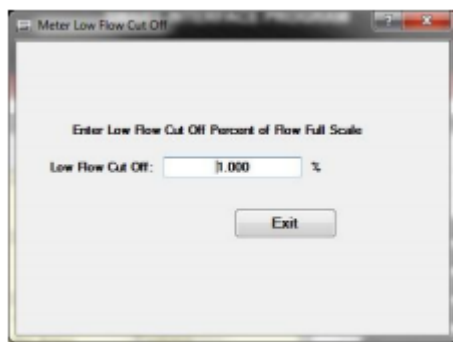 Meter Low Flow Cut Off
Enter Low Flow Cut Off Percent of Flow Full Scale
Low Flow Cut Off: 1.000 %
Exit